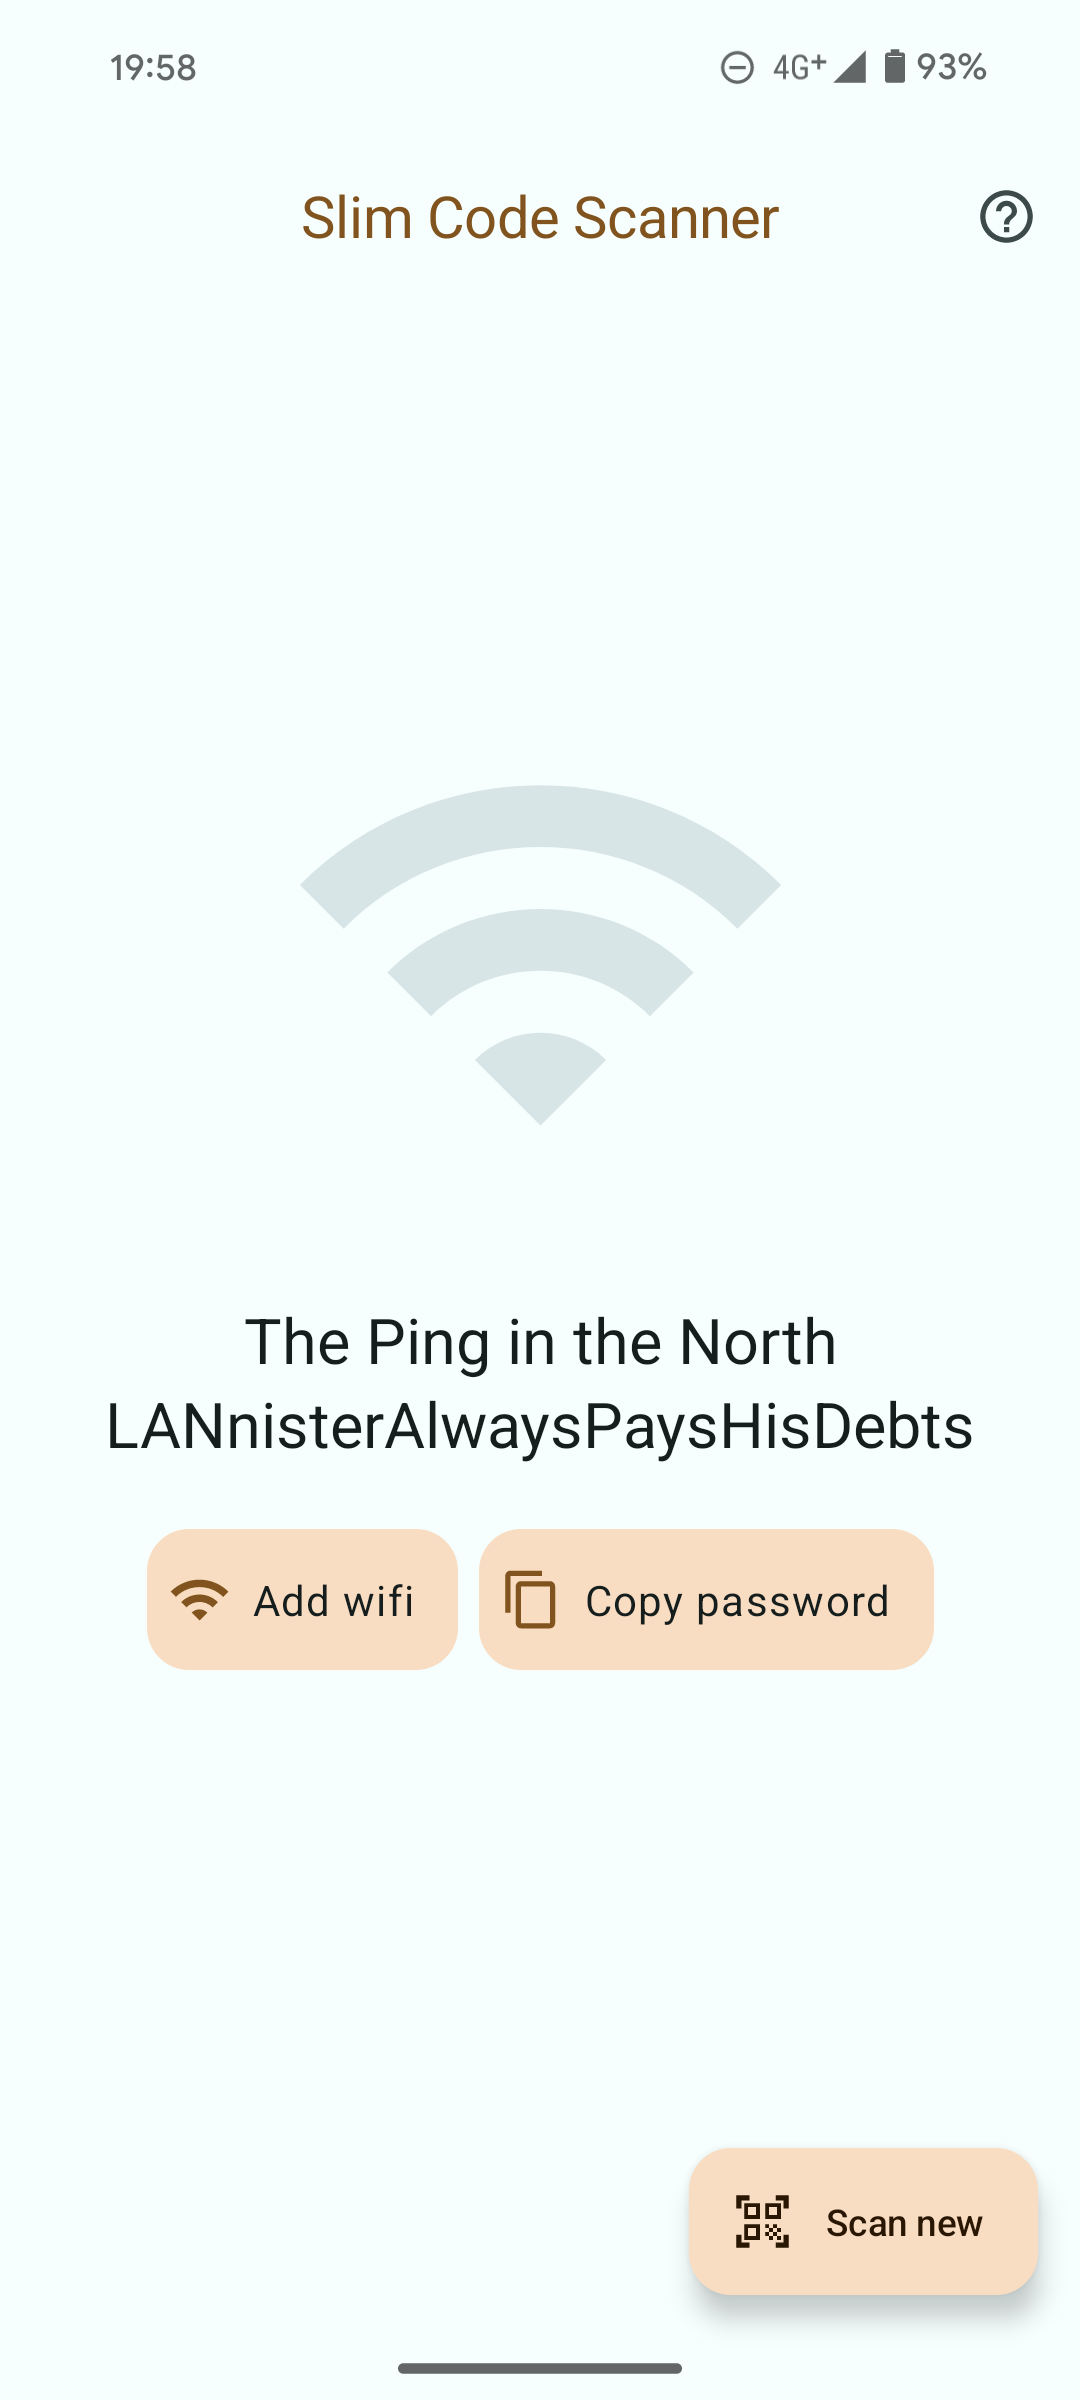 19:58 4G+ 93%
Slim Code Scanner
The Ping in the North
LANnisterAlwaysPaysHisDebts
Add wifi Copy password
Scan new